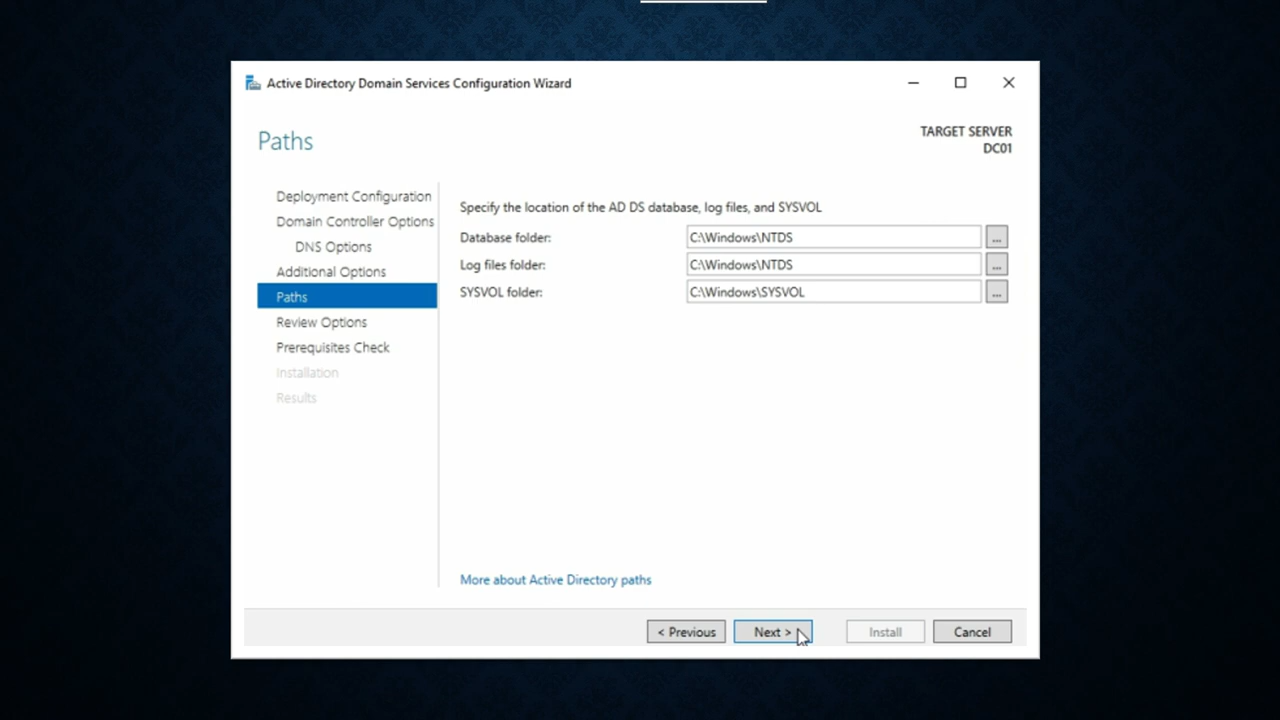 Active Directory Domain Services Configuration Wizard
Paths
TARGET SERVER
DC01
Deployment Configuration
Domain Controller Options
DNS Options
Additional Options
Paths
Review Options
Prerequisites Check
Installation
Results
Specify the location of the AD DS database, log files, and SYSVOL
Database folder: C:\Windows\NTDS ...
Log files folder: C:\Windows\NTDS ...
SYSVOL folder: C:\Windows\SYSVOL ...
More about Active Directory paths
< Previous Next > Install Cancel